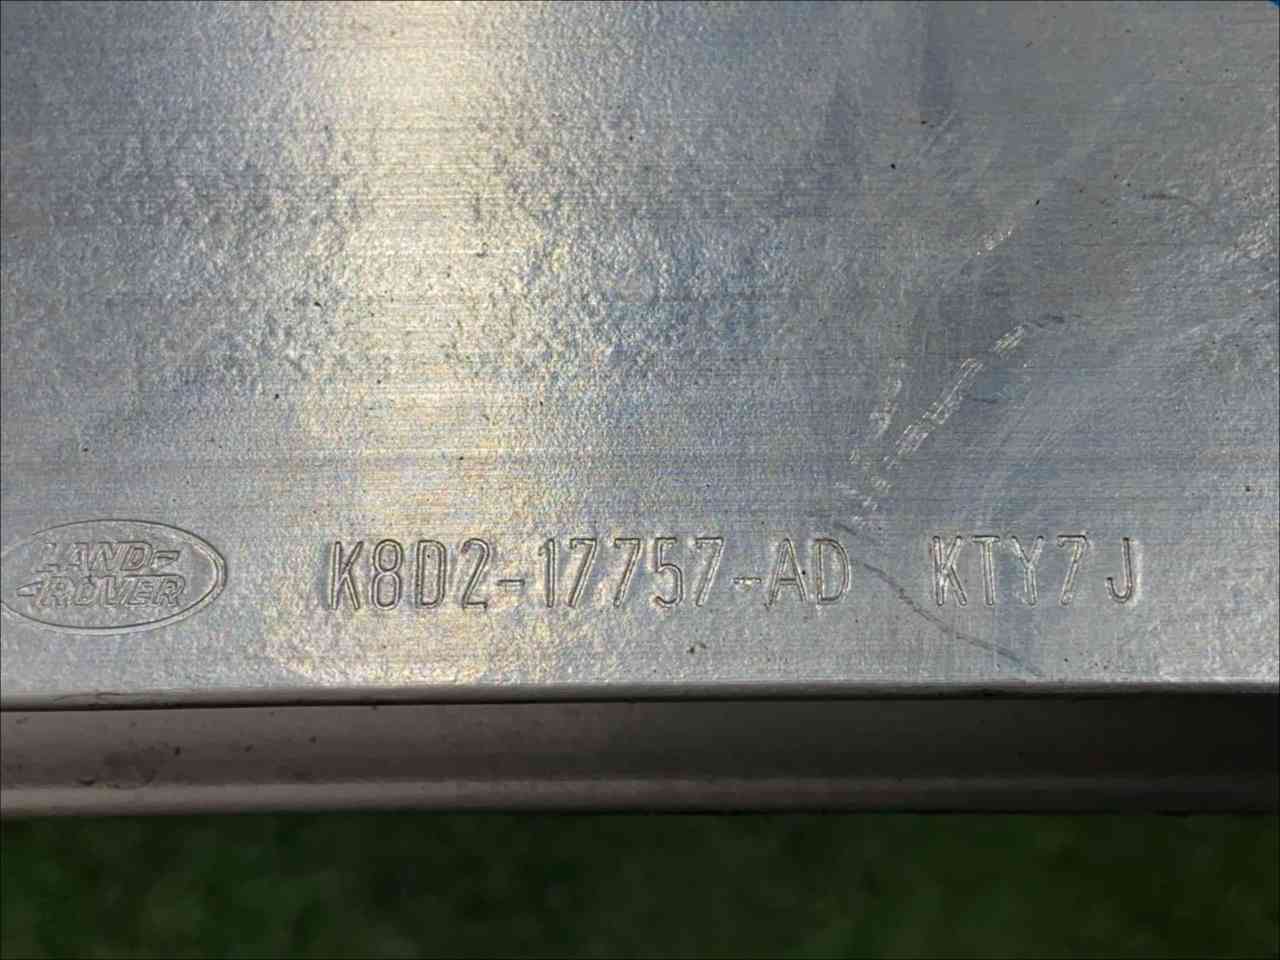 LAND-
-ROVER
K8D2-17757-AD KTY7J